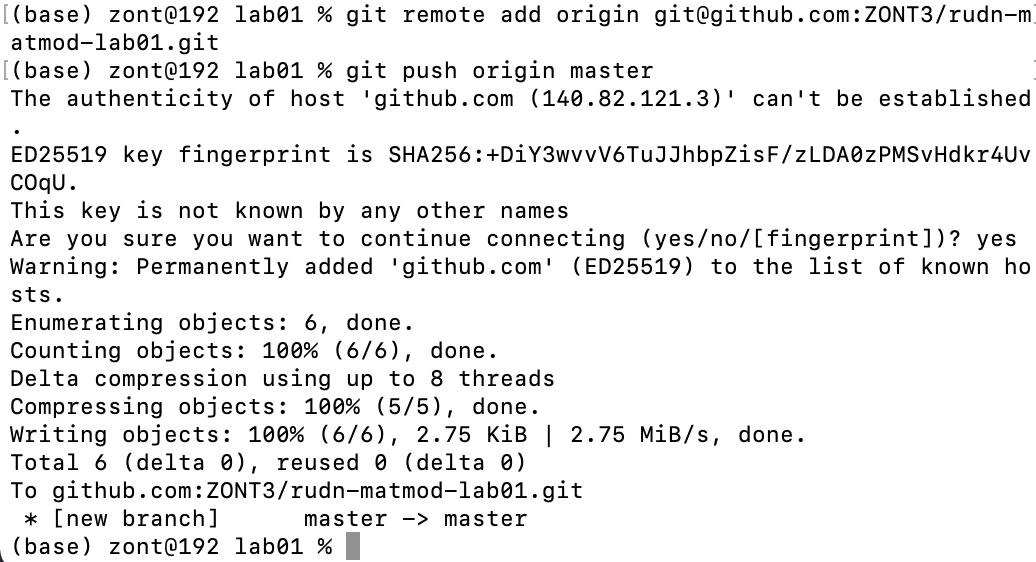 [(base) zont@192 lab01 % git remote add origin git@github.com:ZONT3/rudn-m]
atmod-lab01.git
[(base) zont@192 lab01 % git push origin master ]
The authenticity of host 'github.com (140.82.121.3)' can't be established
.
ED25519 key fingerprint is SHA256:+DiY3wvvV6TuJJhbpZisF/zLDA0zPMSvHdkr4Uv
COqU.
This key is not known by any other names
Are you sure you want to continue connecting (yes/no/[fingerprint])? yes
Warning: Permanently added 'github.com' (ED25519) to the list of known ho
sts.
Enumerating objects: 6, done.
Counting objects: 100% (6/6), done.
Delta compression using up to 8 threads
Compressing objects: 100% (5/5), done.
Writing objects: 100% (6/6), 2.75 KiB | 2.75 MiB/s, done.
Total 6 (delta 0), reused 0 (delta 0)
To github.com:ZONT3/rudn-matmod-lab01.git
 * [new branch]      master -> master
(base) zont@192 lab01 %